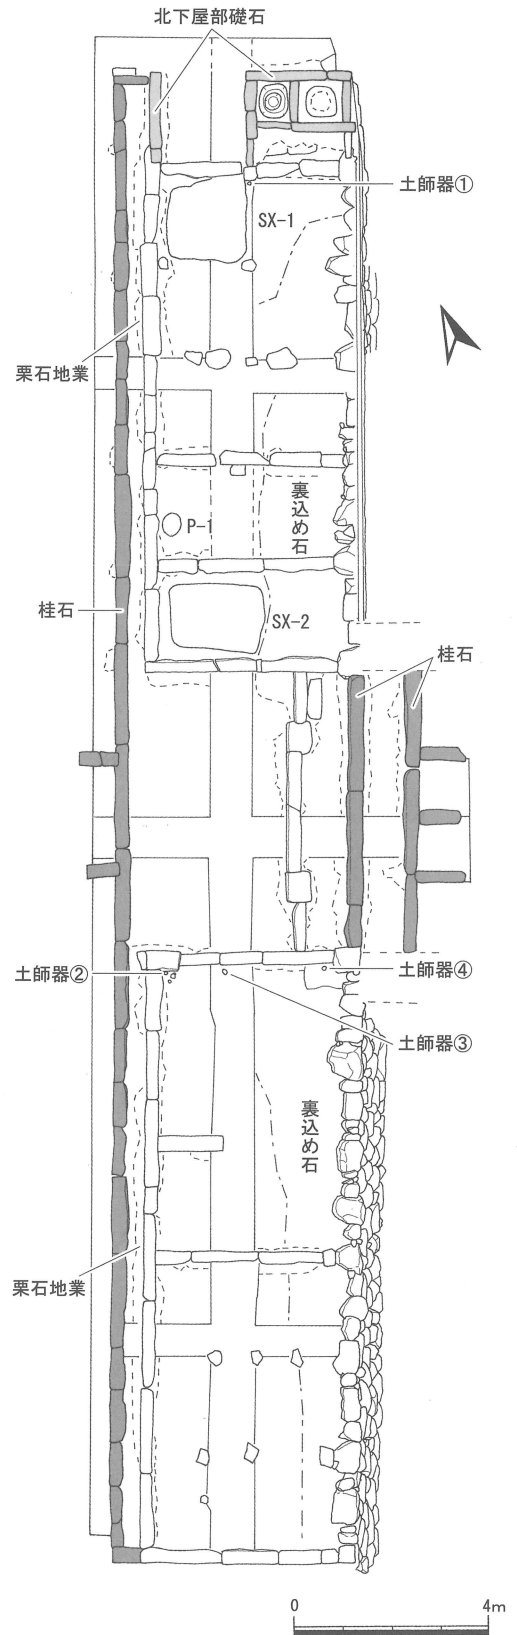 北下屋部礎石
土師器①
SX-1
栗石地業
裏込め石
P-1
桂石
SX-2
桂石
土師器②
土師器④
土師器③
裏込め石
栗石地業
0 4m